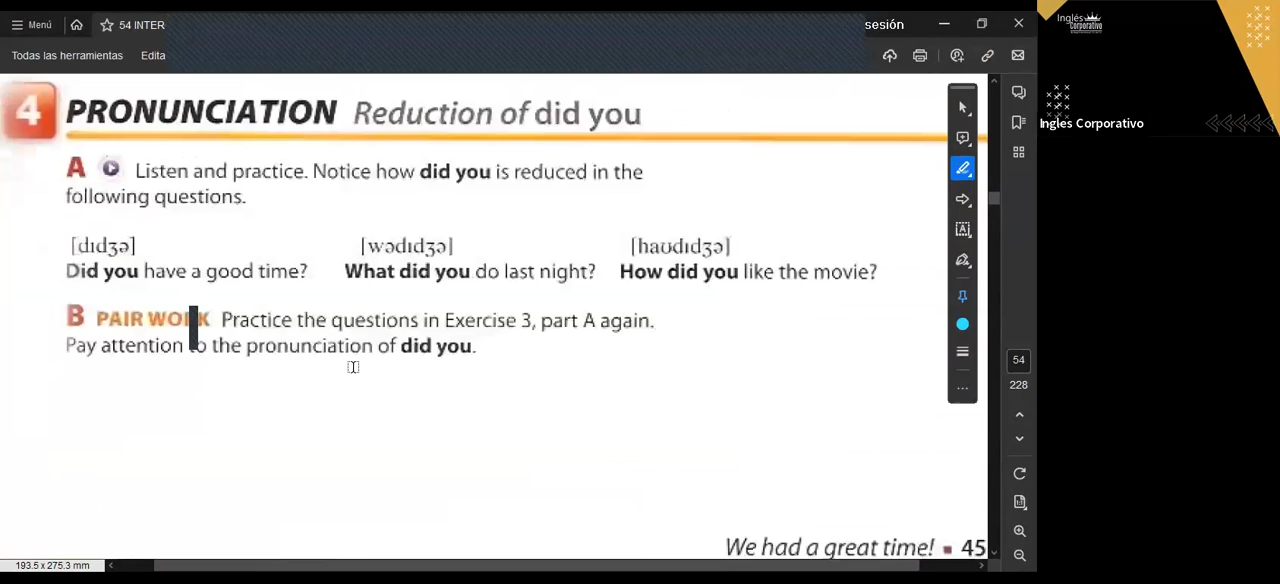 Menú
54 INTER
sesión
Inglés
Corporativo
Todas las herramientas
Edita
4 PRONUNCIATION Reduction of did you
A Listen and practice. Notice how did you is reduced in the
following questions.
[dɪdʒə] [wədɪdʒə] [haʊdɪdʒə]
Did you have a good time? What did you do last night? How did you like the movie?
B PAIR WORK Practice the questions in Exercise 3, part A again.
Pay attention to the pronunciation of did you.
We had a great time! ■ 45
193.5 x 275.3 mm
54
228
Ingles Corporativo